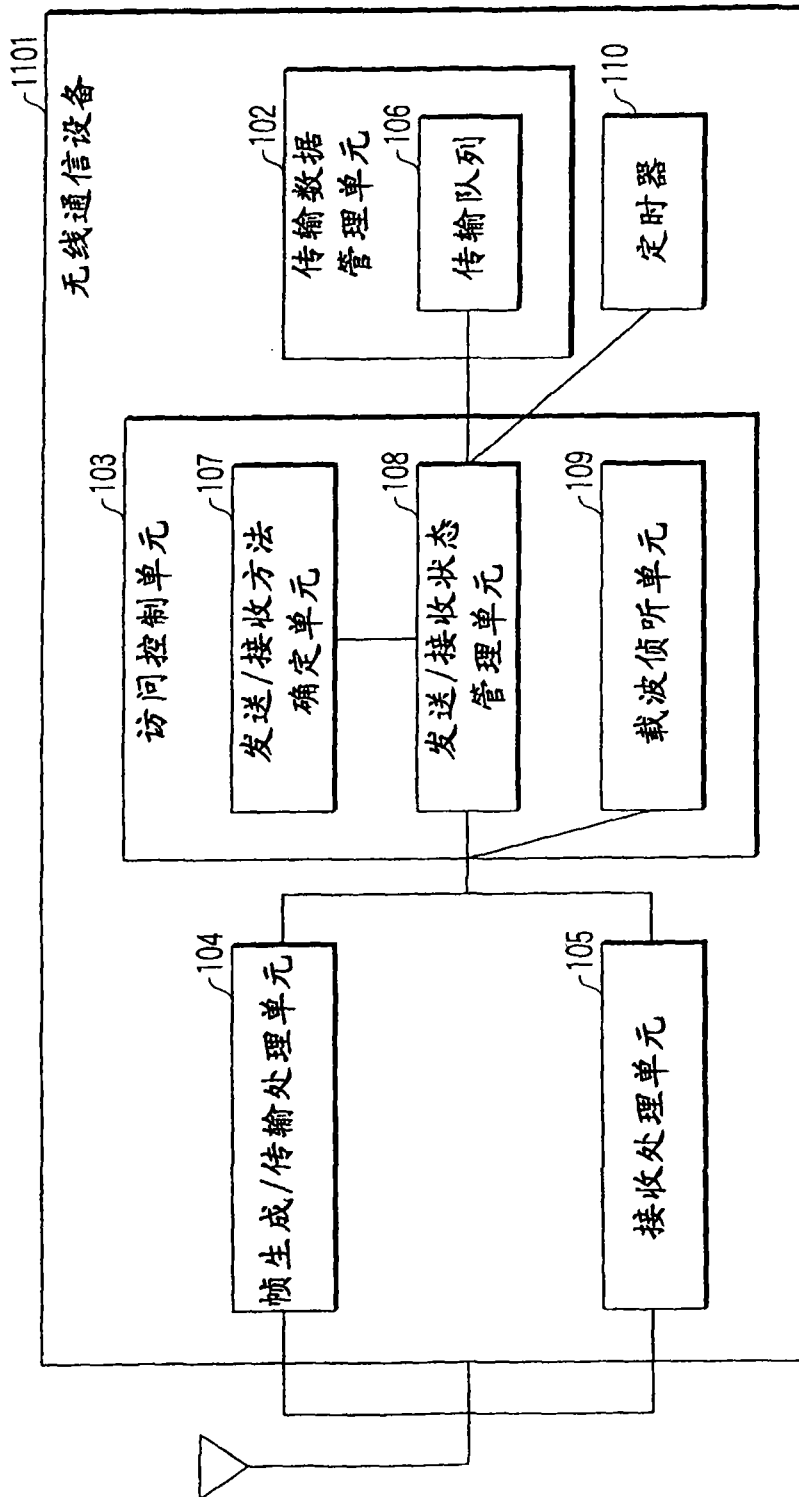 1101
无线通信设备
102
传输数据
管理单元
106
传输队列
110
定时器
103
访问控制单元
107
发送/接收方法
确定单元
108
发送/接收状态
管理单元
109
载波侦听单元
104
帧生成/传输处理单元
105
接收处理单元